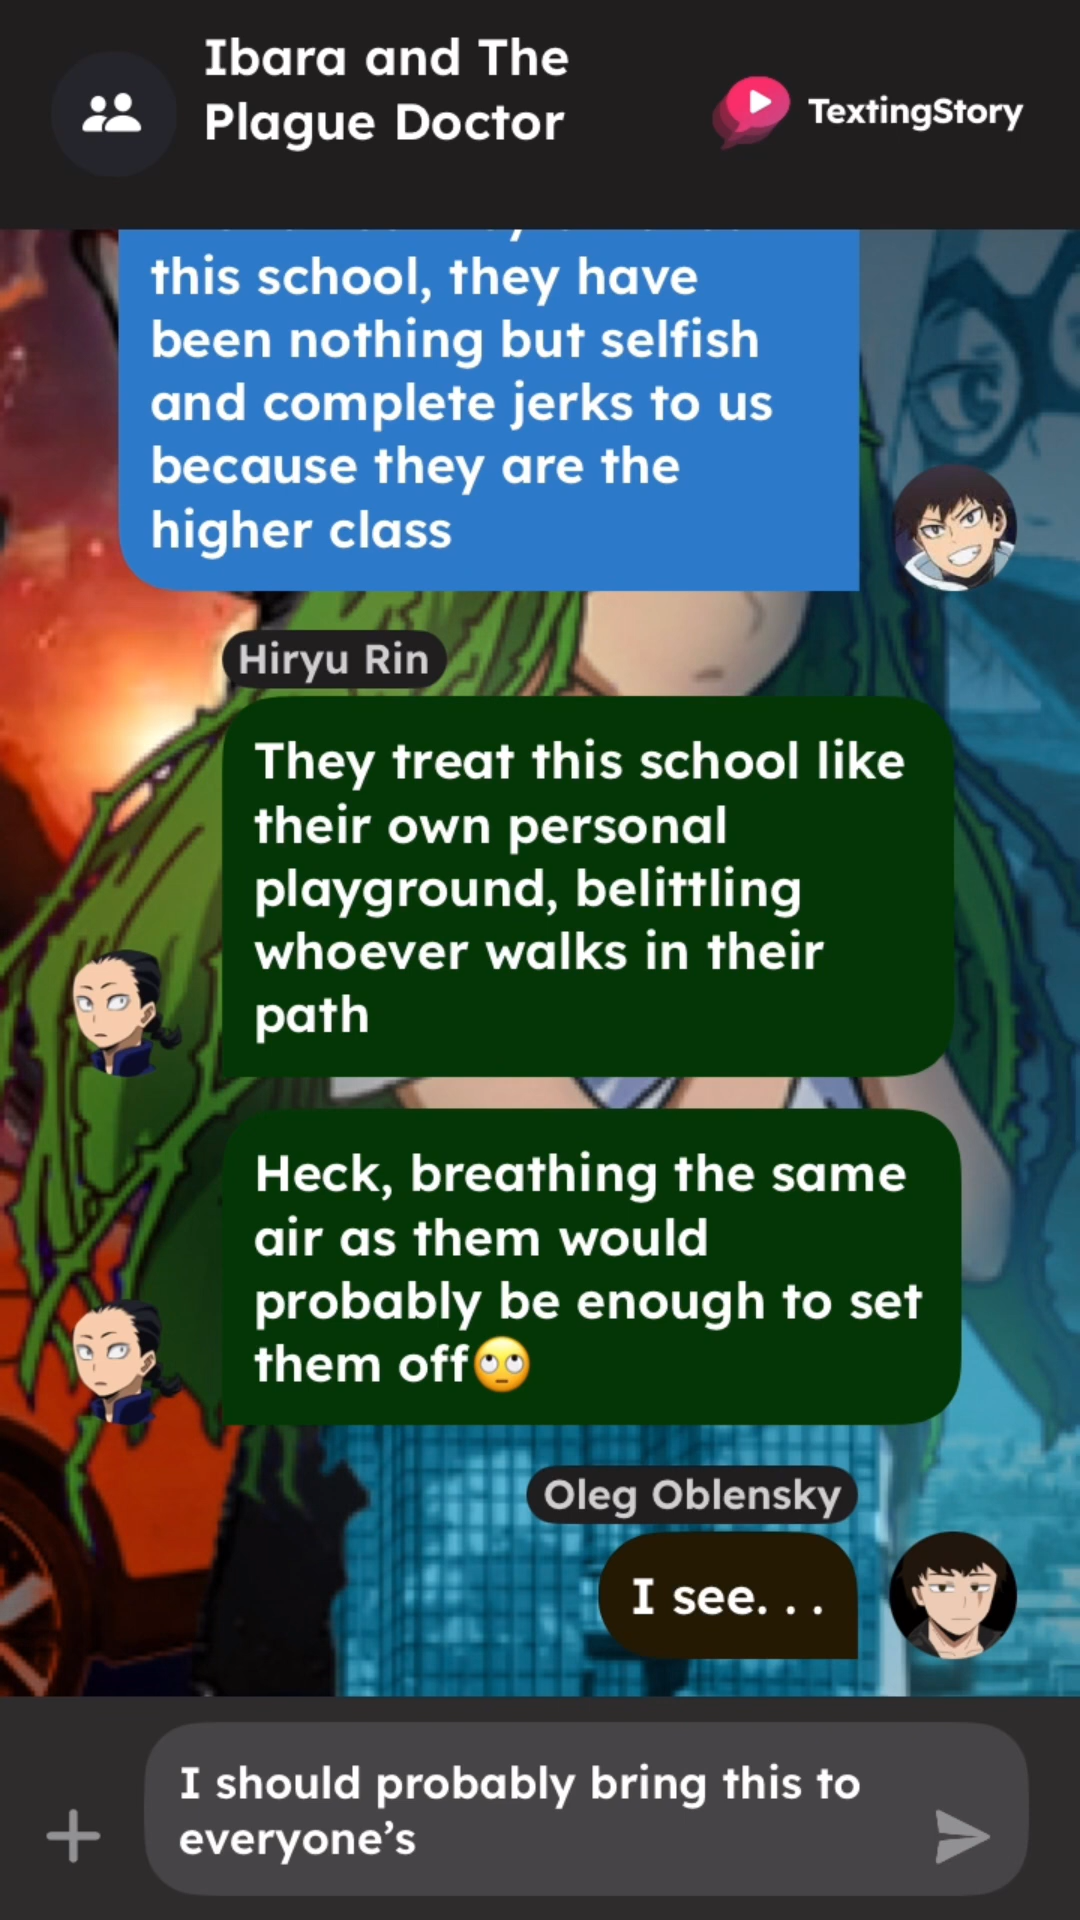 Ibara and The
Plague Doctor
TextingStory
this school, they have
been nothing but selfish
and complete jerks to us
because they are the
higher class
Hiryu Rin
They treat this school like
their own personal
playground, belittling
whoever walks in their
path
Heck, breathing the same
air as them would
probably be enough to set
them off🙄
Oleg Oblensky
I see. . .
I should probably bring this to
everyone’s